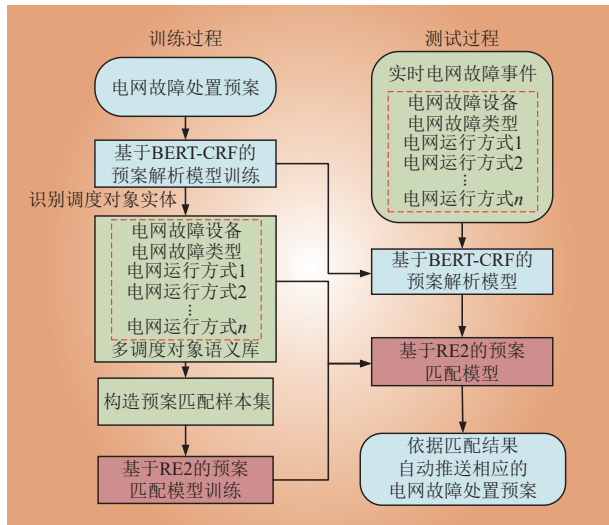 训练过程
电网故障处置预案
基于BERT-CRF的
预案解析模型训练
识别调度对象实体
电网故障设备
电网故障类型
电网运行方式1
电网运行方式2
⋮
电网运行方式n
多调度对象语义库
构造预案匹配样本集
基于RE2的预案
匹配模型训练
测试过程
实时电网故障事件
电网故障设备
电网故障类型
电网运行方式1
电网运行方式2
⋮
电网运行方式n
基于BERT-CRF的
预案解析模型
基于RE2的预案
匹配模型
依据匹配结果
自动推送相应的
电网故障处置预案